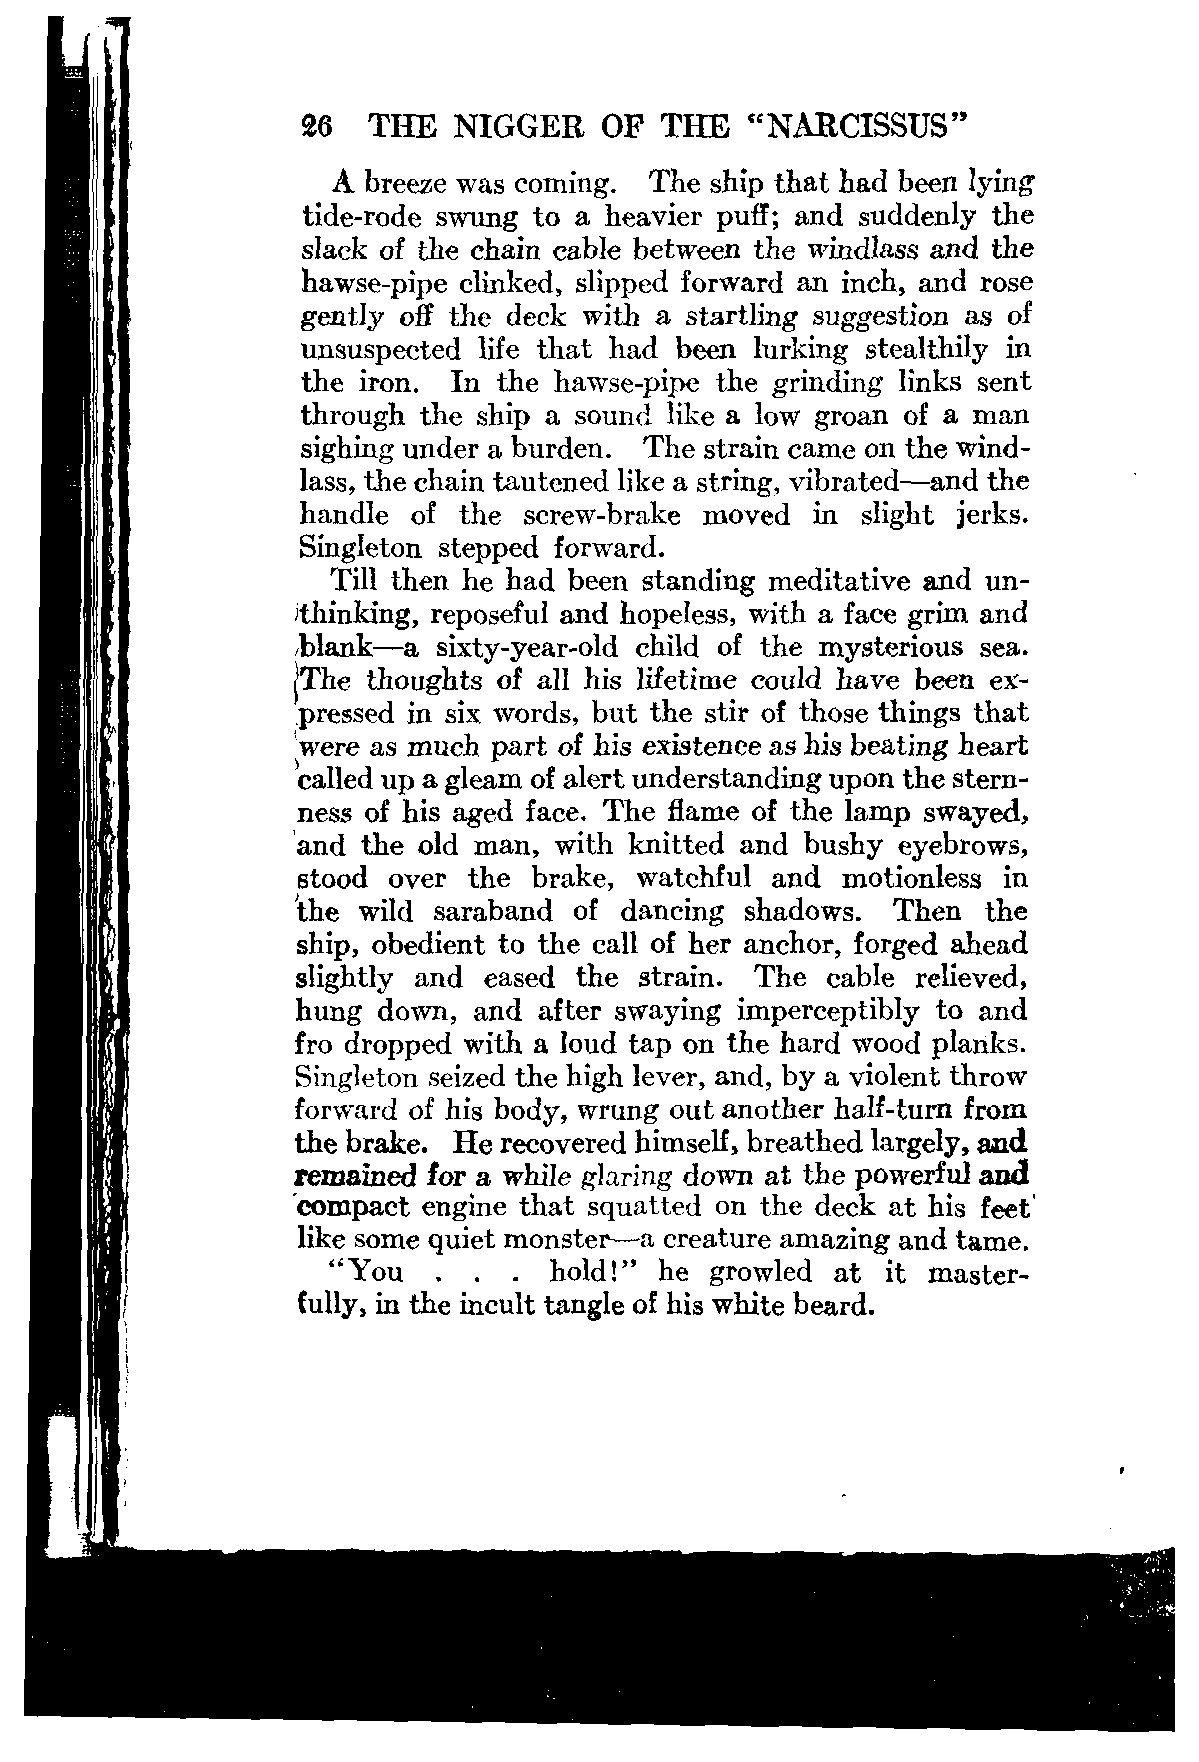 26 THE NIGGER OF THE “NARCISSUS”
A breeze was coming. The ship that had been lying
tide-rode swung to a heavier puff; and suddenly the
slack of the chain cable between the windlass and the
hawse-pipe clinked, slipped forward an inch, and rose
gently off the deck with a startling suggestion as of
unsuspected life that had been lurking stealthily in
the iron. In the hawse-pipe the grinding links sent
through the ship a sound like a low groan of a man
sighing under a burden. The strain came on the wind-
lass, the chain tautened like a string, vibrated—and the
handle of the screw-brake moved in slight jerks.
Singleton stepped forward.
Till then he had been standing meditative and un-
thinking, reposeful and hopeless, with a face grim and
blank—a sixty-year-old child of the mysterious sea.
The thoughts of all his lifetime could have been ex-
pressed in six words, but the stir of those things that
were as much part of his existence as his beating heart
called up a gleam of alert understanding upon the stern-
ness of his aged face. The flame of the lamp swayed,
and the old man, with knitted and bushy eyebrows,
stood over the brake, watchful and motionless in
the wild saraband of dancing shadows. Then the
ship, obedient to the call of her anchor, forged ahead
slightly and eased the strain. The cable relieved,
hung down, and after swaying imperceptibly to and
fro dropped with a loud tap on the hard wood planks.
Singleton seized the high lever, and, by a violent throw
forward of his body, wrung out another half-turn from
the brake. He recovered himself, breathed largely, and
remained for a while glaring down at the powerful and
compact engine that squatted on the deck at his feet
like some quiet monster—a creature amazing and tame.
“You . . . hold!” he growled at it master-
fully, in the incult tangle of his white beard.